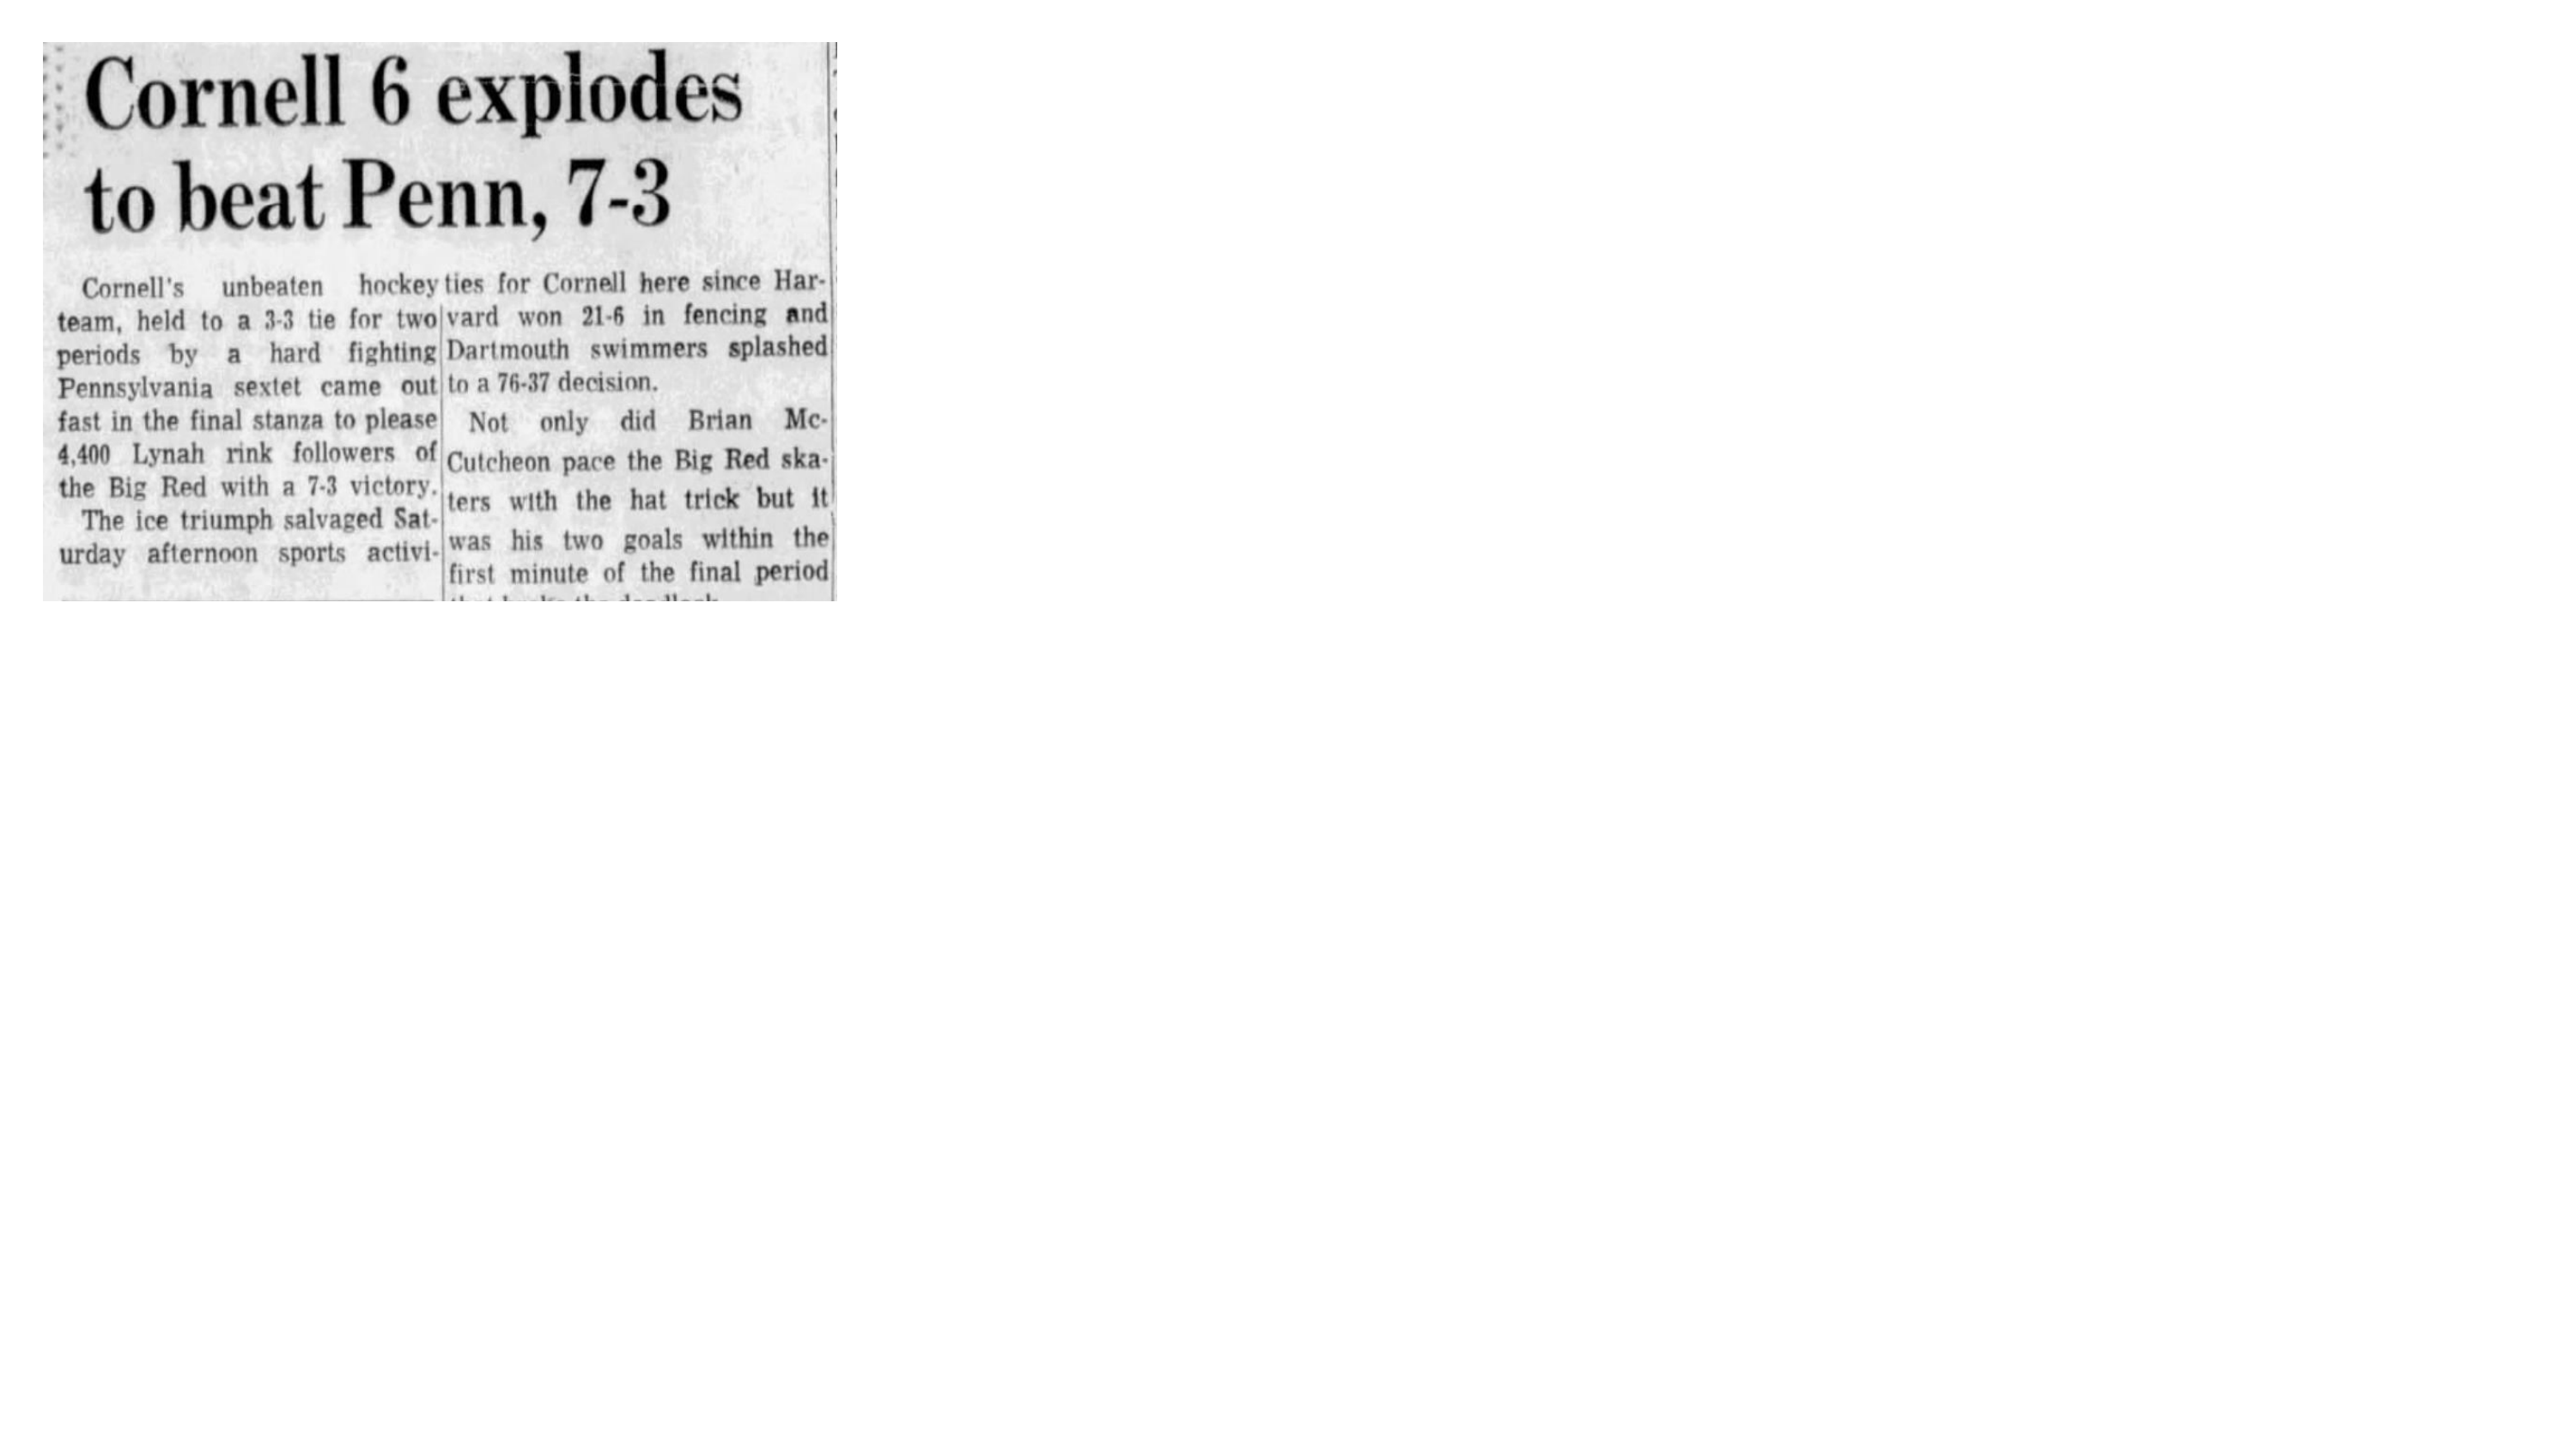 Cornell 6 explodes
to beat Penn, 7-3
Cornell's unbeaten hockey
team, held to a 3-3 tie for two
periods by a hard fighting
Pennsylvania sextet came out
fast in the final stanza to please
4,400 Lynah rink followers of
the Big Red with a 7-3 victory.
The ice triumph salvaged Sat-
urday afternoon sports activi-
ties for Cornell here since Har-
vard won 21-6 in fencing and
Dartmouth swimmers splashed
to a 76-37 decision.
Not only did Brian Mc-
Cutcheon pace the Big Red ska-
ters with the hat trick but it
was his two goals within the
first minute of the final period